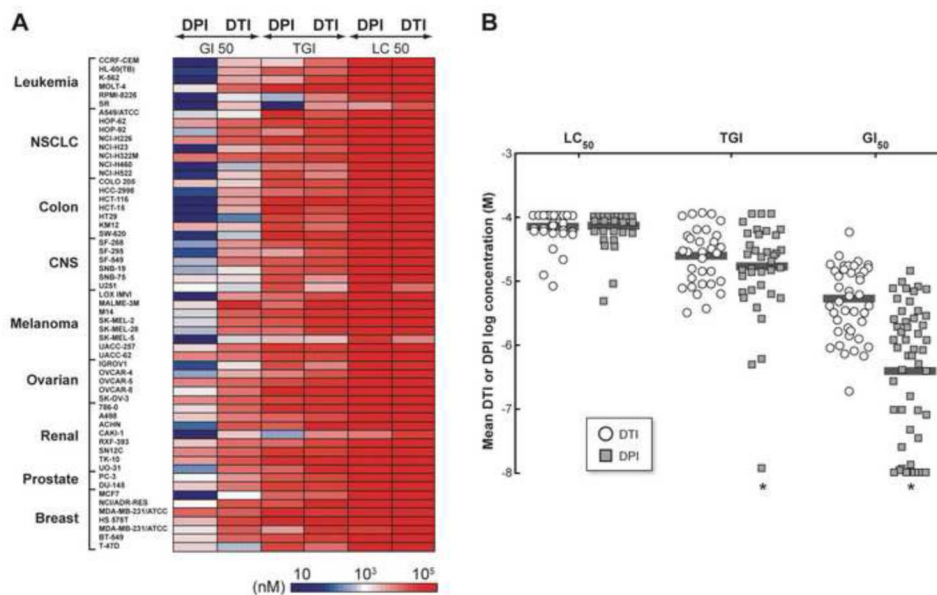 A
DPI DTI DPI DTI DPI DTI
GI 50 TGI LC 50
Leukemia
CCRF-CEM
HL-60(TB)
K-562
MOLT-4
RPMI-8226
SR
NSCLC
A549/ATCC
HOP-62
HOP-92
NCI-H226
NCI-H23
NCI-H322M
NCI-H460
NCI-H522
Colon
COLO 205
HCC-2998
HCT-116
HCT-15
HT29
KM12
SW-620
CNS
SF-268
SF-295
SF-549
SNB-19
SNB-75
U251
Melanoma
LOX IMVI
MALME-3M
M14
SK-MEL-2
SK-MEL-28
SK-MEL-5
UACC-257
UACC-62
Ovarian
IGROV1
OVCAR-4
OVCAR-5
OVCAR-8
SK-OV-3
Renal
786-0
A498
ACHN
CAKI-1
RXF-393
SN12C
TK-10
UO-31
Prostate
PC-3
DU-145
Breast
MCF7
NCI/ADR-RES
MDA-MB-231/ATCC
HS 578T
MDA-MB-231/ATCC
BT-549
T-47D
(nM) 10 10³ 10⁵
B
LC₅₀ TGI GI₅₀
Mean DTI or DPI log concentration (M)
-3
-4
-5
-6
-7
-8
DTI
DPI
* *